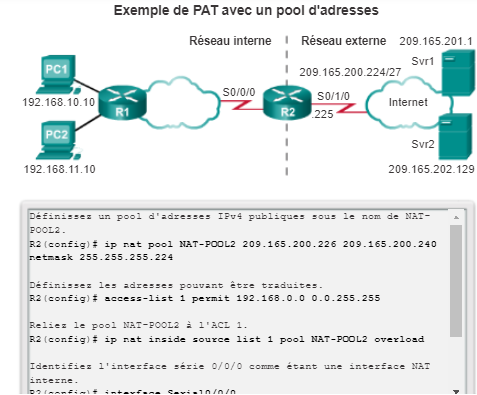 Exemple de PAT avec un pool d'adresses
Réseau interne
Réseau externe
209.165.201.1
PC1
Svr1
209.165.200.224/27
192.168.10.10
R1
S0/0/0
R2
S0/1/0
.225
Internet
PC2
Svr2
192.168.11.10
209.165.202.129
Définissez un pool d'adresses IPv4 publiques sous le nom de NAT-
POOL2.
R2(config)# ip nat pool NAT-POOL2 209.165.200.226 209.165.200.240
netmask 255.255.255.224
Définissez les adresses pouvant être traduites.
R2(config)# access-list 1 permit 192.168.0.0 0.0.255.255
Reliez le pool NAT-POOL2 à l'ACL 1.
R2(config)# ip nat inside source list 1 pool NAT-POOL2 overload
Identifiez l'interface série 0/0/0 comme étant une interface NAT
interne.
R2(config)# interface Serial0/0/0